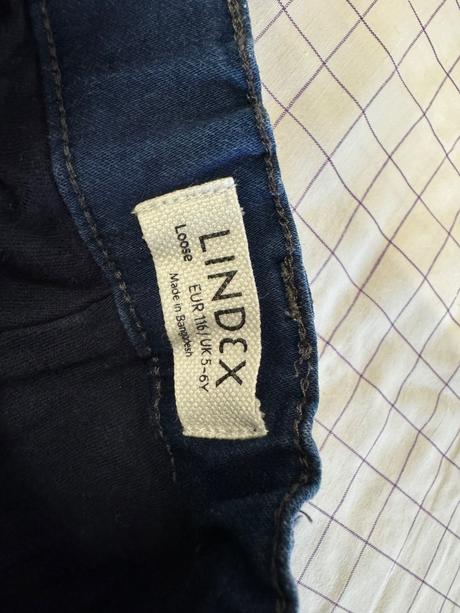 LINDEX
EUR 116/UK 5-6Y
Loose
Made in Bangladesh